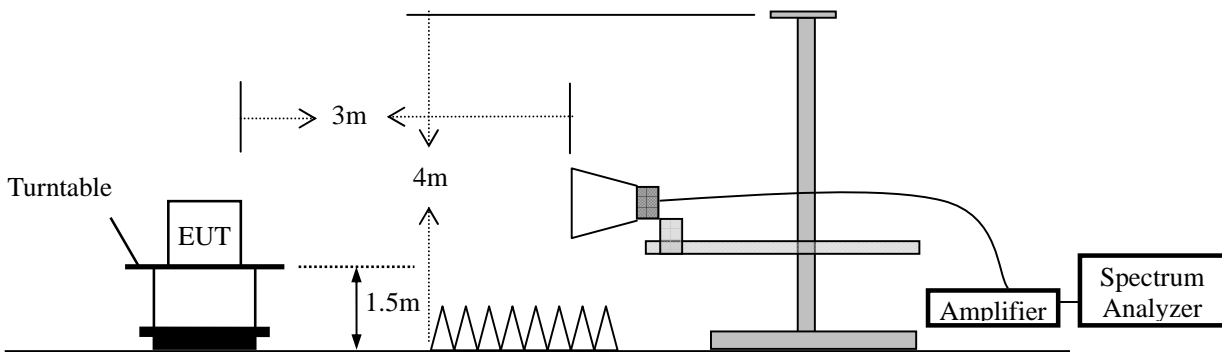 3m
4m
Turntable
EUT
1.5m
Spectrum
Analyzer
Amplifier